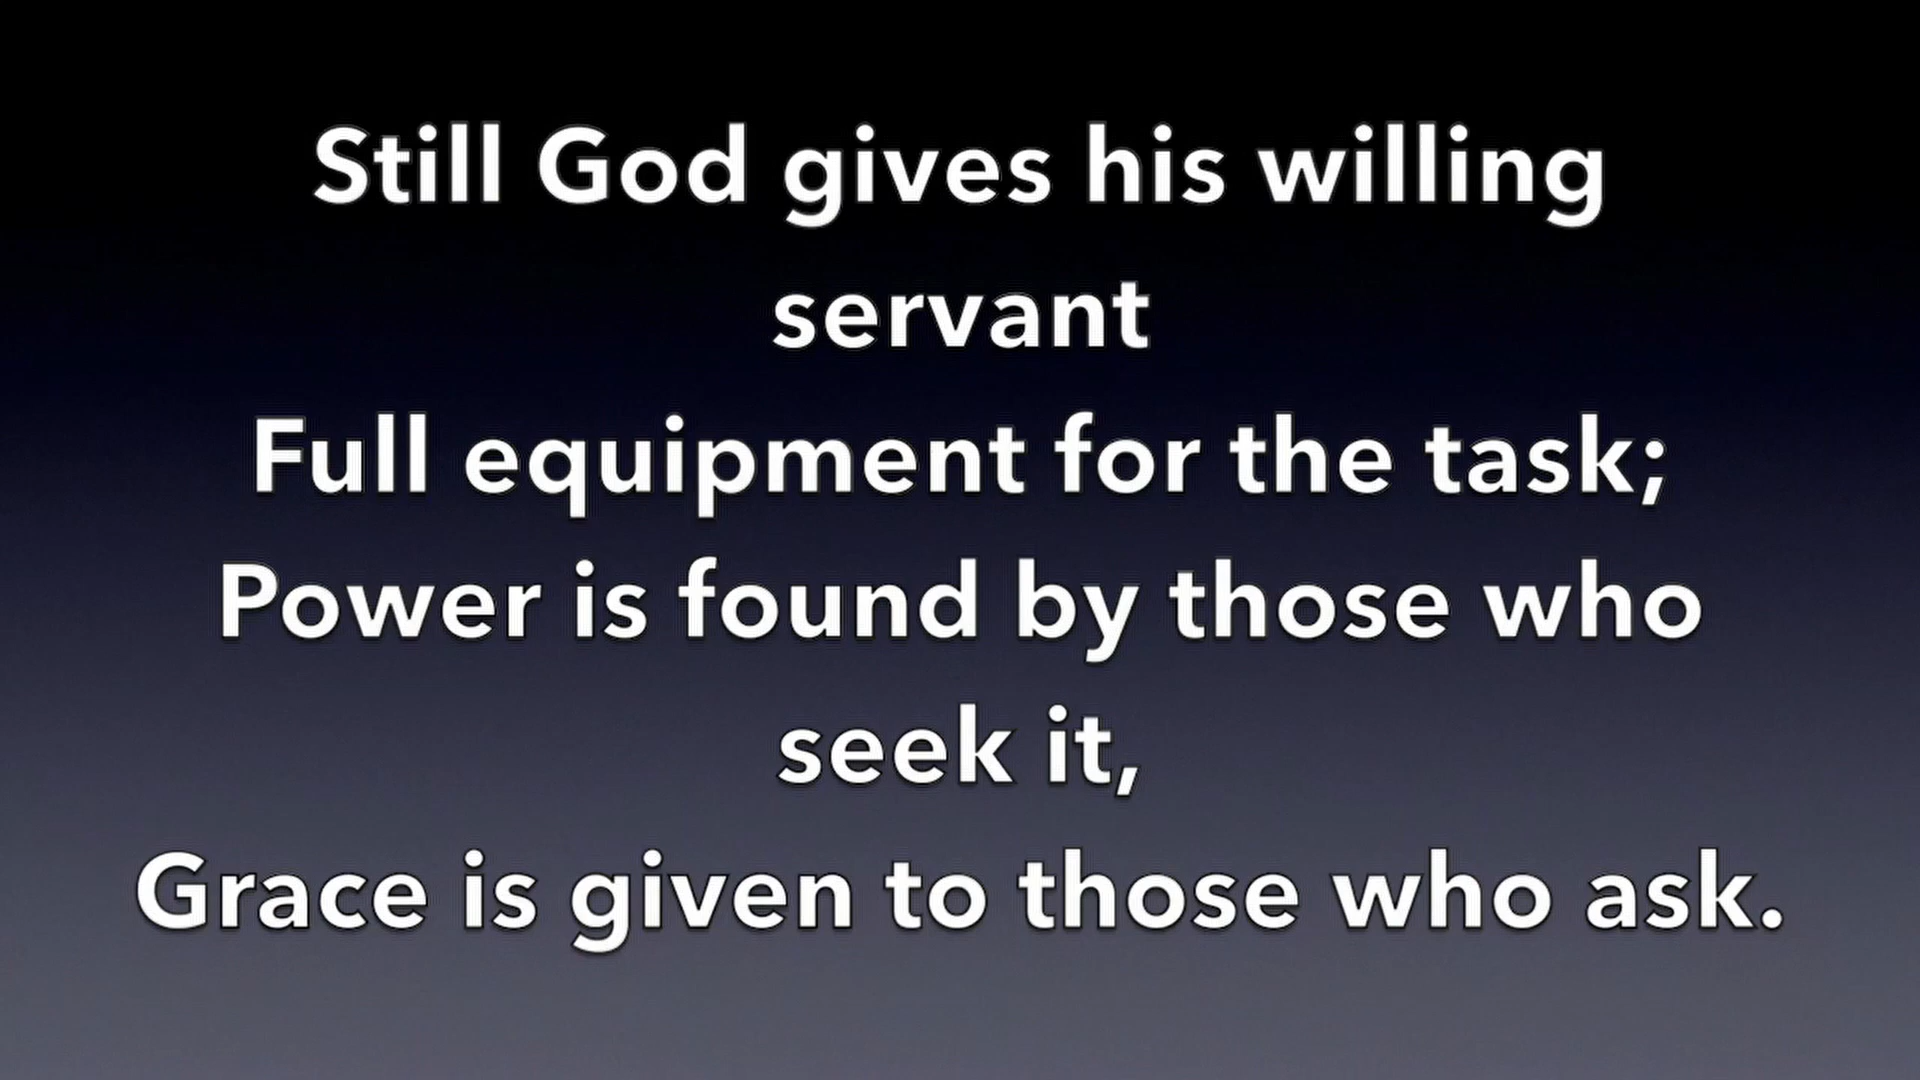 Still God gives his willing
servant
Full equipment for the task;
Power is found by those who
seek it,
Grace is given to those who ask.